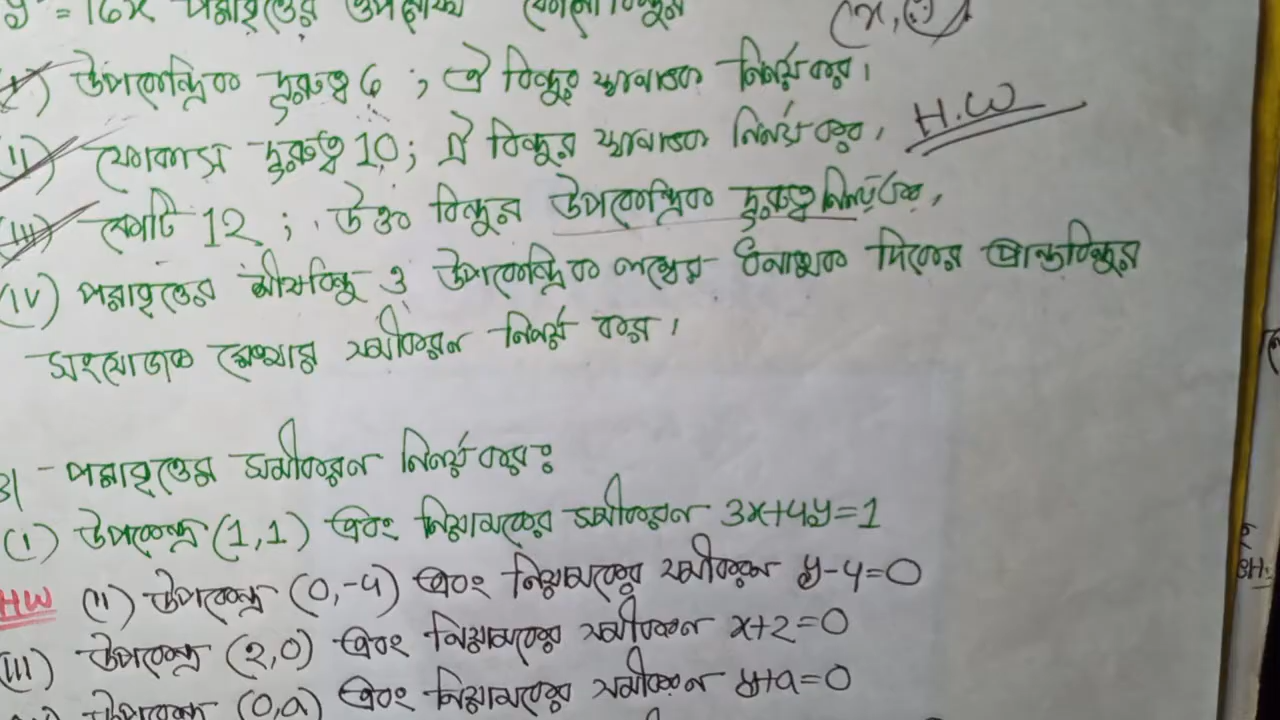 y² = 16x পরাবৃত্তের উপরিস্থ কোনো বিন্দুর
(x, y)
(i) উপকেন্দ্রিক দূরত্ব 6 ; ঐ বিন্দুর স্থানাঙ্ক নির্ণয় কর।
(ii) ফোকাস দূরত্ব 10; ঐ বিন্দুর স্থানাঙ্ক নির্ণয় কর। H.W
(iii) কোটি 12 ; উক্ত বিন্দুর উপকেন্দ্রিক দূরত্ব নির্ণয় কর।
(iv) পরাবৃত্তের শীর্ষবিন্দু ও উপকেন্দ্রিক লম্বের ধনাত্মক দিকের প্রান্তবিন্দুর
সংযোজক রেখার সমীকরণ নির্ণয় কর।
৩। পরাবৃত্তের সমীকরণ নির্ণয় কর:
(i) উপকেন্দ্র (1,1) এবং নিয়ামকের সমীকরণ 3x+4y=1
HW (ii) উপকেন্দ্র (0,-4) এবং নিয়ামকের সমীকরণ y-4=0
(iii) উপকেন্দ্র (2,0) এবং নিয়ামকের সমীকরণ x+2=0
উপকেন্দ্র (0,a) এবং নিয়ামকের সমীকরণ y+a=0